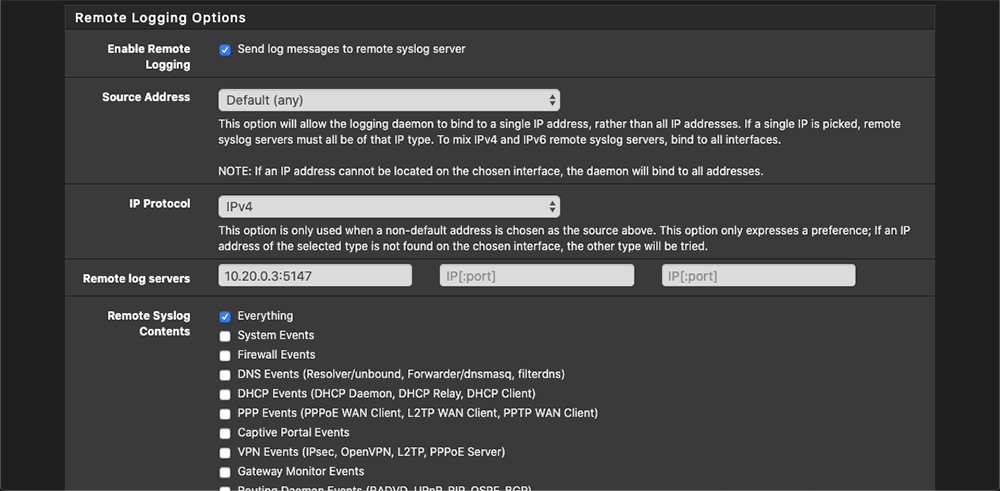 Remote Logging Options
Enable Remote Logging
Send log messages to remote syslog server
Source Address
Default (any)
This option will allow the logging daemon to bind to a single IP address, rather than all IP addresses. If a single IP is picked, remote
syslog servers must all be of that IP type. To mix IPv4 and IPv6 remote syslog servers, bind to all interfaces.
NOTE: If an IP address cannot be located on the chosen interface, the daemon will bind to all addresses.
IP Protocol
IPv4
This option is only used when a non-default address is chosen as the source above. This option only expresses a preference; If an IP
address of the selected type is not found on the chosen interface, the other type will be tried.
Remote log servers
10.20.0.3:5147
IP[:port]
IP[:port]
Remote Syslog
Contents
Everything
System Events
Firewall Events
DNS Events (Resolver/unbound, Forwarder/dnsmasq, filterdns)
DHCP Events (DHCP Daemon, DHCP Relay, DHCP Client)
PPP Events (PPPoE WAN Client, L2TP WAN Client, PPTP WAN Client)
Captive Portal Events
VPN Events (IPsec, OpenVPN, L2TP, PPPoE Server)
Gateway Monitor Events
Routing Daemon Events (RADVD, UPnP, RIP, OSPF, BGP)